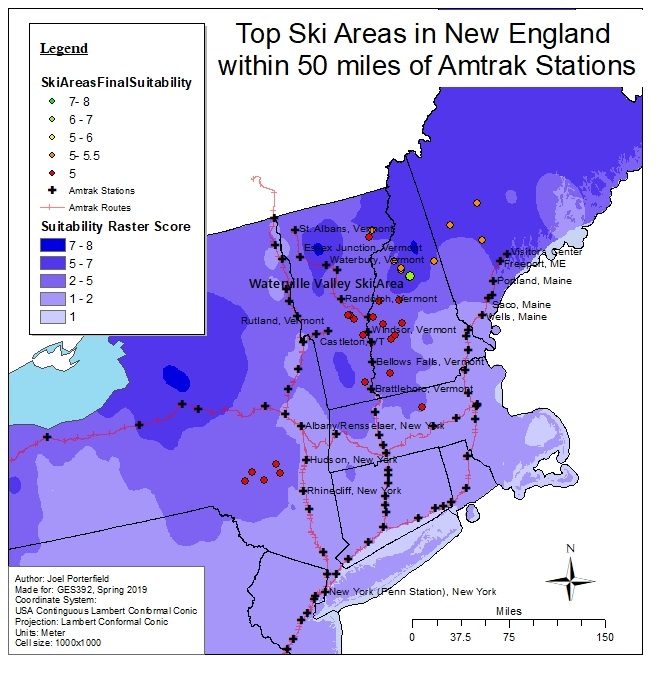 Top Ski Areas in New England
within 50 miles of Amtrak Stations
Legend
SkiAreasFinalSuitability
7- 8
6 - 7
5 - 6
5- 5.5
5
Amtrak Stations
Amtrak Routes
Suitability Raster Score
7 - 8
5 - 7
2 - 5
1 - 2
1
St. Albans, Vermont
Essex Junction, Vermont
Waterbury, Vermont
Visitors Center
Freeport, ME
Waterville Valley Ski Area
Portland, Maine
Randolph, Vermont
Saco, Maine
Wells, Maine
Rutland, Vermont
Windsor, Vermont
Castleton, VT
Bellows Falls, Vermont
Brattleboro, Vermont
Albany/Rensselaer, New York
Hudson, New York
Rhinecliff, New York
New York (Penn Station), New York
Author: Joel Porterfield
Made for: GES392, Spring 2019
Coordinate System:
USA Continguous Lambert Conformal Conic
Projection: Lambert Conformal Conic
Units: Meter
Cell size: 1000x1000
N
Miles
0 37.5 75 150